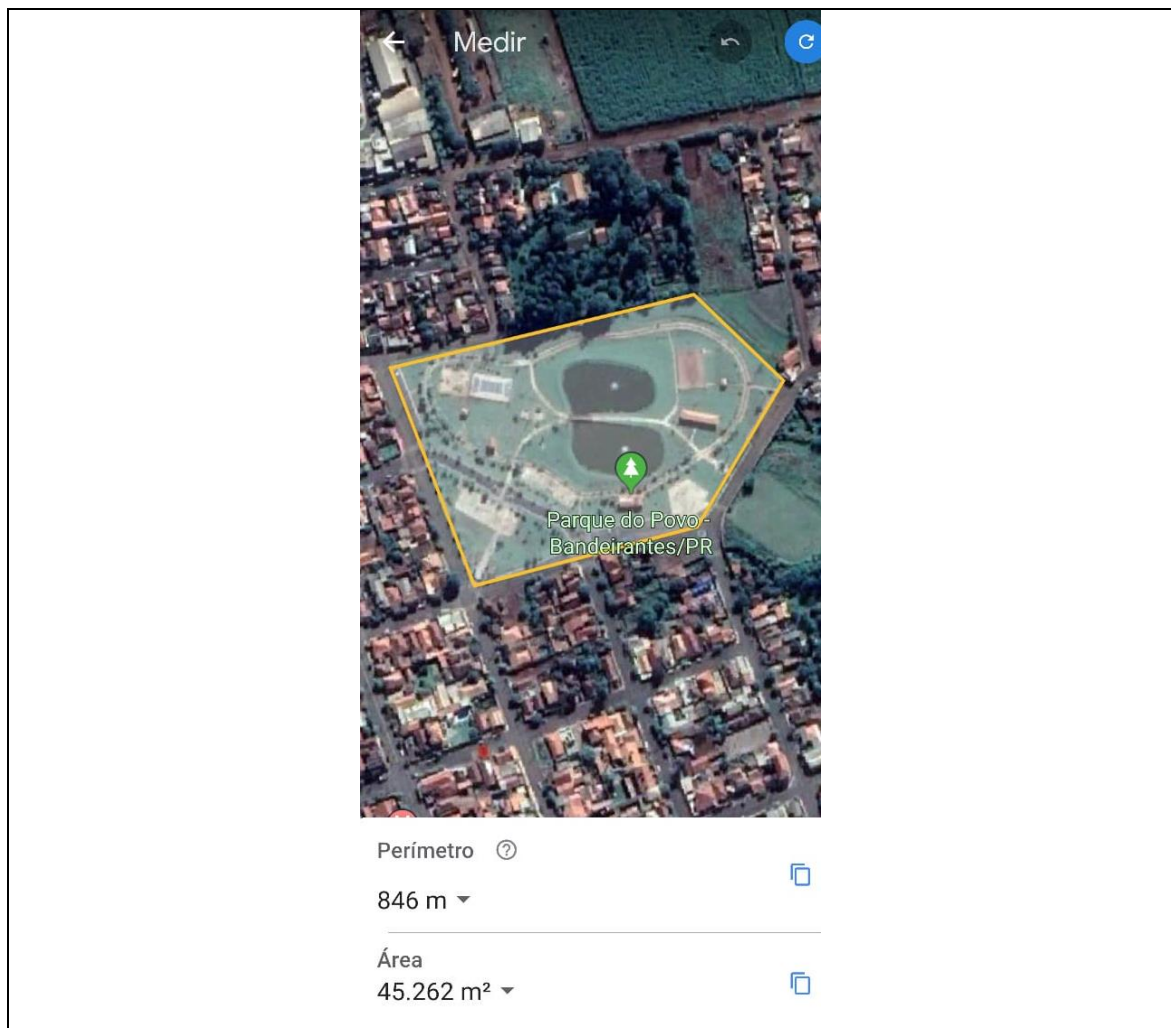 Medir
Parque do Povo -
Bandeirantes/PR
Perímetro
846 m
Área
45.262 m²